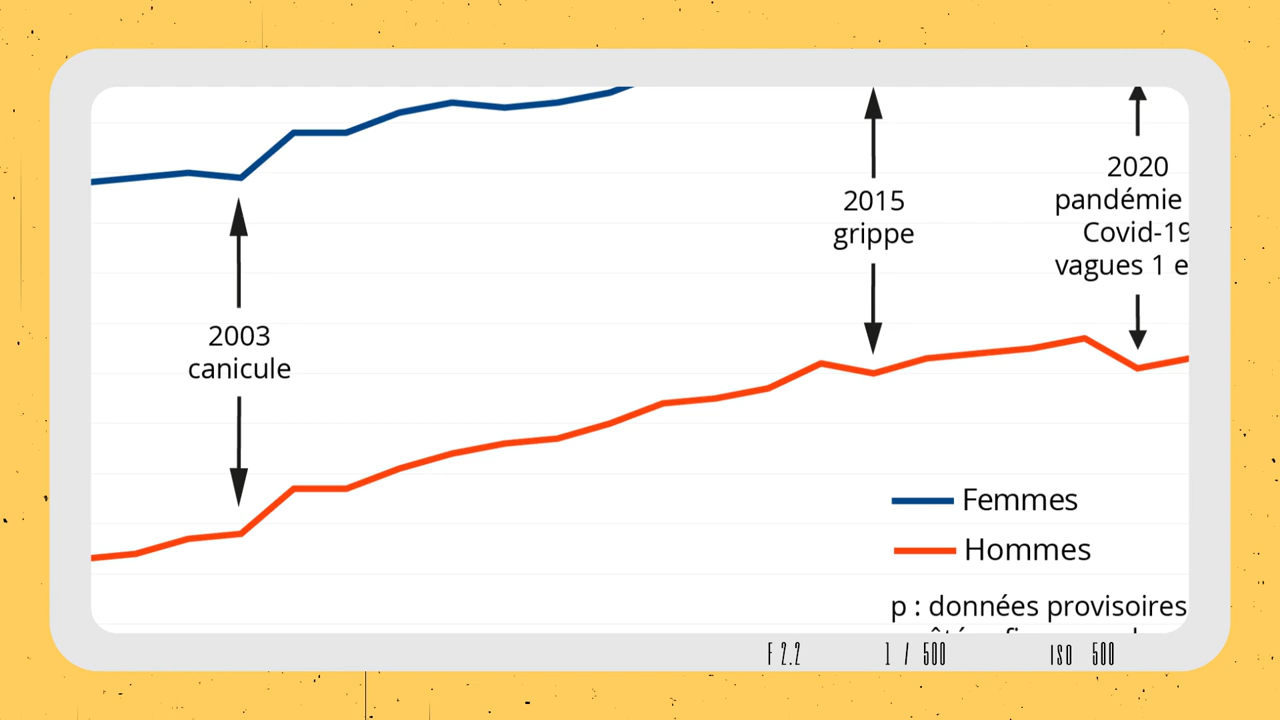 2003
canicule
2015
grippe
2020
pandémie
Covid-19
vagues 1 e
Femmes
Hommes
p : données provisoires
F 2.2 1 / 500 ISO 500